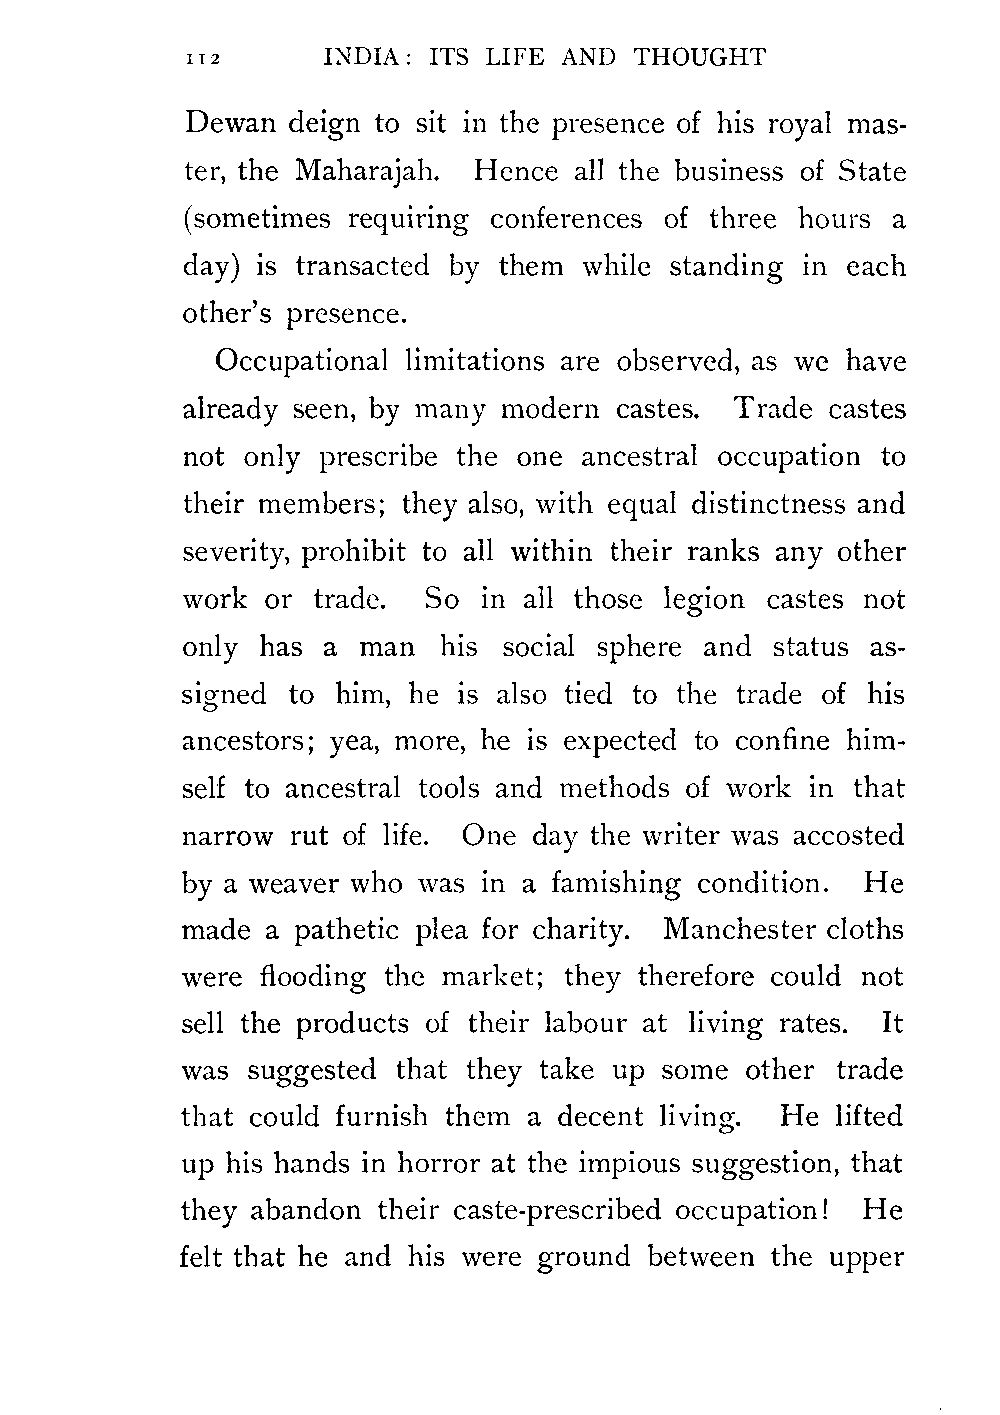 112 INDIA: ITS LIFE AND THOUGHT
Dewan deign to sit in the presence of his royal mas-
ter, the Maharajah. Hence all the business of State
(sometimes requiring conferences of three hours a
day) is transacted by them while standing in each
other's presence.
Occupational limitations are observed, as we have
already seen, by many modern castes. Trade castes
not only prescribe the one ancestral occupation to
their members; they also, with equal distinctness and
severity, prohibit to all within their ranks any other
work or trade. So in all those legion castes not
only has a man his social sphere and status as-
signed to him, he is also tied to the trade of his
ancestors; yea, more, he is expected to confine him-
self to ancestral tools and methods of work in that
narrow rut of life. One day the writer was accosted
by a weaver who was in a famishing condition. He
made a pathetic plea for charity. Manchester cloths
were flooding the market; they therefore could not
sell the products of their labour at living rates. It
was suggested that they take up some other trade
that could furnish them a decent living. He lifted
up his hands in horror at the impious suggestion, that
they abandon their caste-prescribed occupation! He
felt that he and his were ground between the upper